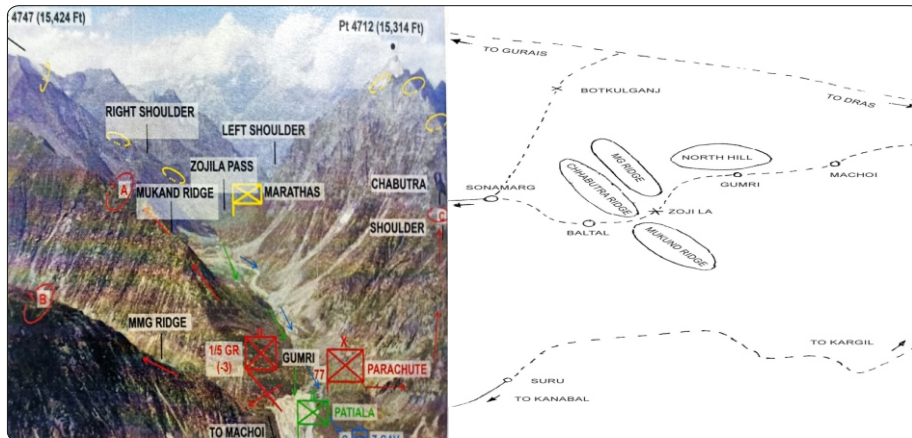 4747 (15,424 Ft)
Pt 4712 (15,314 Ft)
RIGHT SHOULDER
LEFT SHOULDER
ZOJILA PASS
A
MUKAND RIDGE
MARATHAS
CHABUTRA
SHOULDER
C
B
MMG RIDGE
1/5 GR
(-3)
GUMRI
X
77
PARACHUTE
PATIALA
TO MACHOI
7 CAV
TO GURAIS
BOTKULGANJ
TO DRAS
MG RIDGE
NORTH HILL
MACHOI
GUMRI
CHHABUTRA RIDGE
SONAMARG
ZOJI LA
BALTAL
MUKUND RIDGE
TO KARGIL
SURU
TO KANABAL